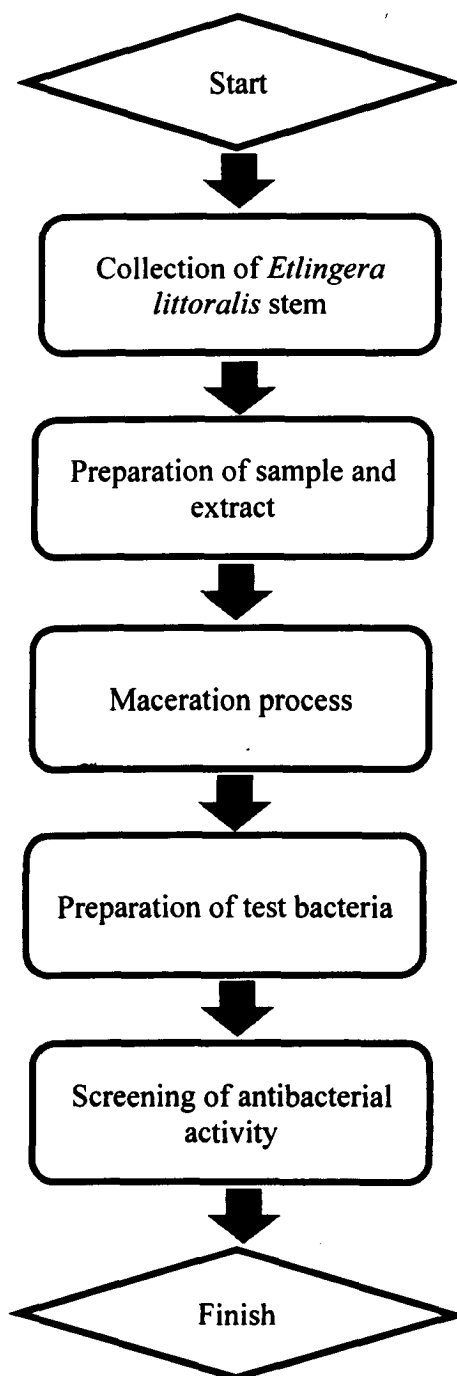 Start
Collection of Etlingera
littoralis stem
Preparation of sample and
extract
Maceration process
Preparation of test bacteria
Screening of antibacterial
activity
Finish